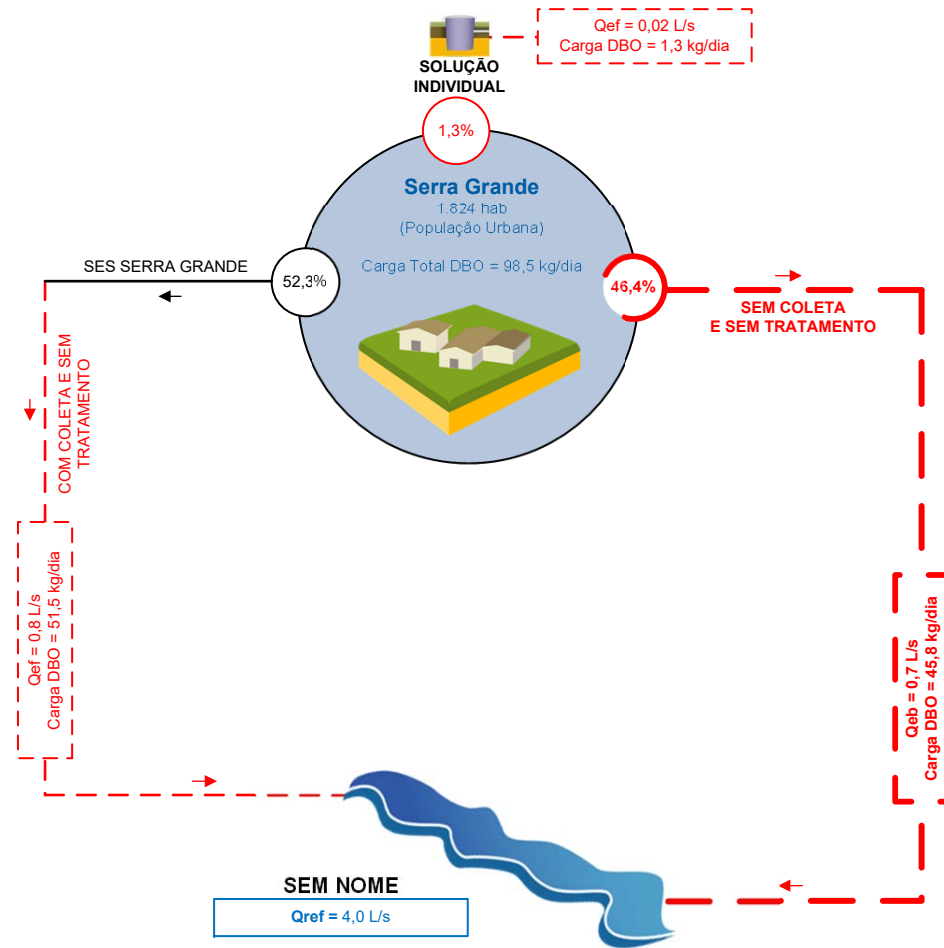 Qef = 0,02 L/s
Carga DBO = 1,3 kg/dia
SOLUÇÃO
INDIVIDUAL
1,3%
Serra Grande
1.824 hab
(População Urbana)
Carga Total DBO = 98,5 kg/dia
SES SERRA GRANDE
52,3%
46,4%
SEM COLETA
E SEM TRATAMENTO
COM COLETA E SEM
TRATAMENTO
Qef = 0,8 L/s
Carga DBO = 51,5 kg/dia
Qeb = 0,7 L/s
Carga DBO = 45,8 kg/dia
SEM NOME
Qref = 4,0 L/s